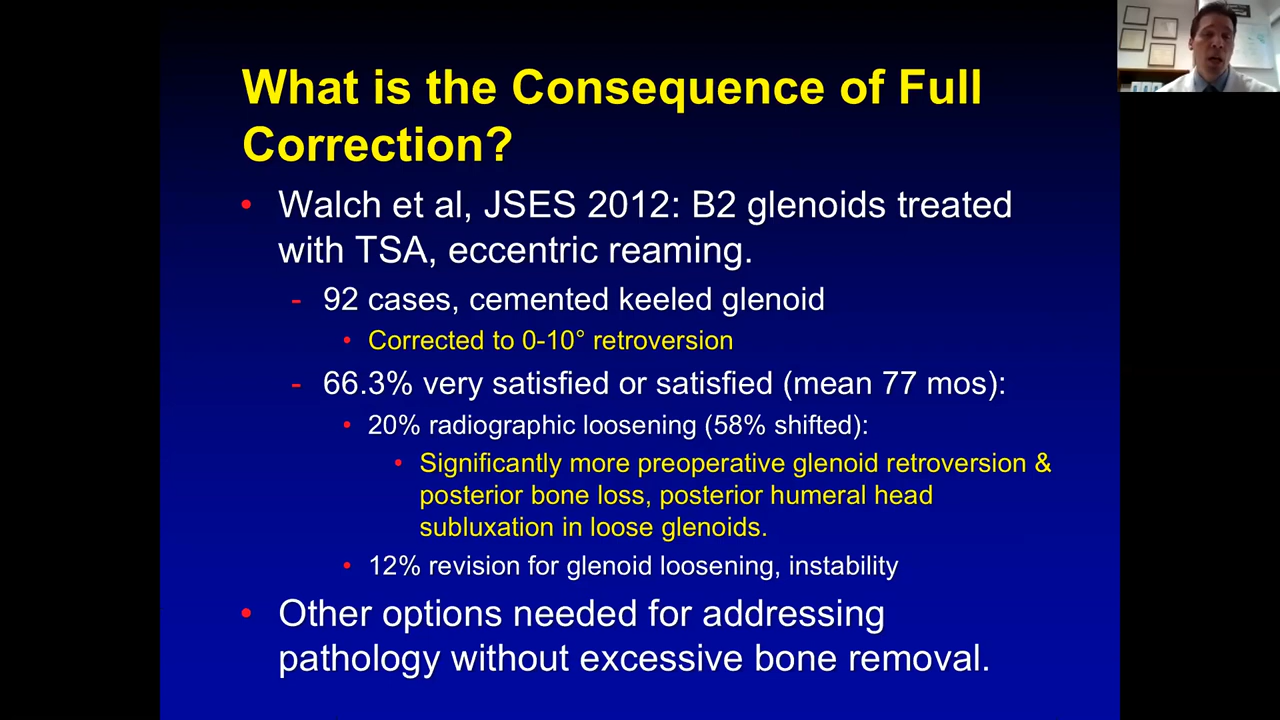 What is the Consequence of Full
Correction?
• Walch et al, JSES 2012: B2 glenoids treated
with TSA, eccentric reaming.
- 92 cases, cemented keeled glenoid
• Corrected to 0-10° retroversion
- 66.3% very satisfied or satisfied (mean 77 mos):
• 20% radiographic loosening (58% shifted):
• Significantly more preoperative glenoid retroversion &
posterior bone loss, posterior humeral head
subluxation in loose glenoids.
• 12% revision for glenoid loosening, instability
• Other options needed for addressing
pathology without excessive bone removal.